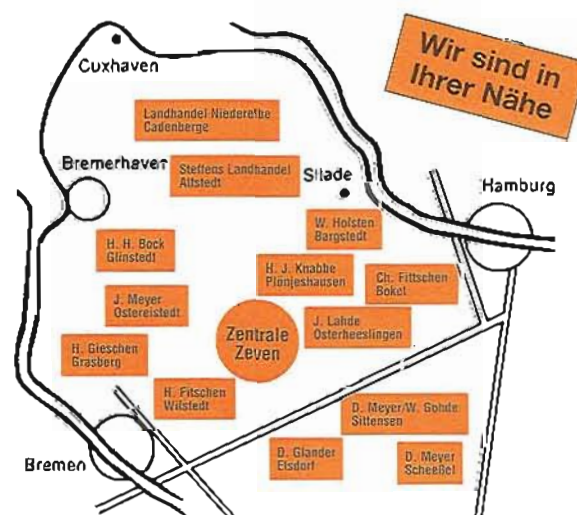 Wir sind in
Ihrer Nähe
Cuxhaven
Landhandel Niederelbe
Cadenberge
Bremerhaven
Steffens Landhandel
Alfstedt
Stade
Hamburg
W. Holsten
Bargstedt
H. H. Bock
Glinstedt
H. J. Knabbe
Plönjeshausen
Ch. Fittschen
Bokel
J. Meyer
Ostereistedt
Zentrale
Zeven
J. Lahde
Osterheeslingen
H. Gieschen
Grasberg
H. Fitschen
Wilstedt
D. Meyer/W. Gohde
Sittensen
Bremen
D. Glander
Elsdorf
D. Meyer
Scheeßel